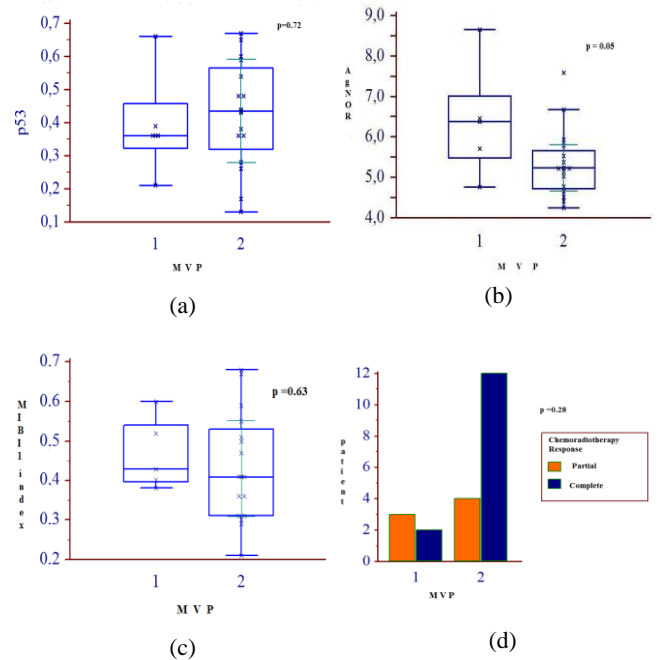 p=0.72
0,7
0,6
0,5
0,4
0,3
0,2
0,1
p53
1 2
M V P
(a)
p = 0.05
9,0
8,0
7,0
6,0
5,0
4,0
AgNOR
1 2
M V P
(b)
p =0.63
0.7
0.6
0.5
0.4
0.3
0.2
MIB1I index
1 2
M V P
(c)
12
10
8
6
4
2
0
patient
1 2
M V P
p =0.28
Chemoradiotherapy
Response
Partial
Complete
(d)